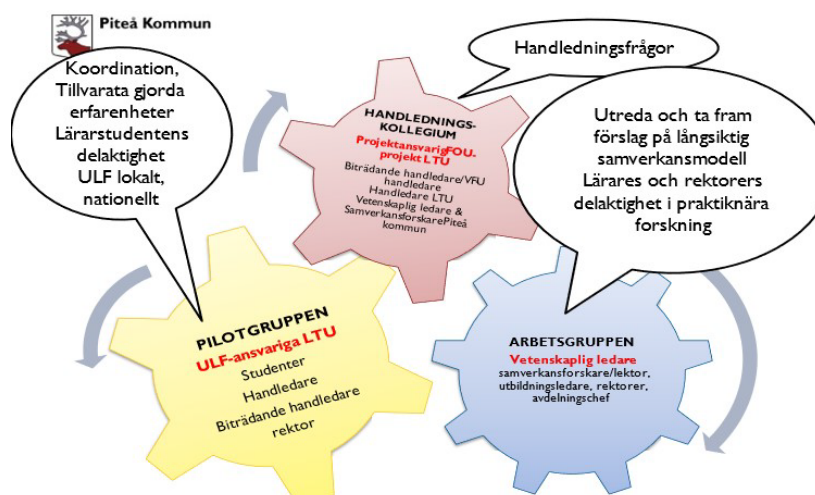 Piteå Kommun
Koordination,
Tillvarata gjorda
erfarenheter
Lärarstudentens
delaktighet
ULF lokalt,
nationellt
Handledningsfrågor
Utreda och ta fram
förslag på långsiktig
samverkansmodell
Lärares och rektorers
delaktighet i praktiknära
forskning
HANDLEDNINGS-
KOLLEGIUM
ProjektansvarigFOU.
projekt LTU
Biträdande handledare/VFU
handledare
Handledare LTU
Vetenskaplig ledare &
SamverkansforskarePiteå
kommun
PILOTGRUPPEN
ULF-ansvariga LTU
Studenter
Handledare
Biträdande handledare
rektor
ARBETSGRUPPEN
Vetenskaplig ledare
samverkansforskare/lektor,
utbildningsledare, rektorer,
avdelningschef